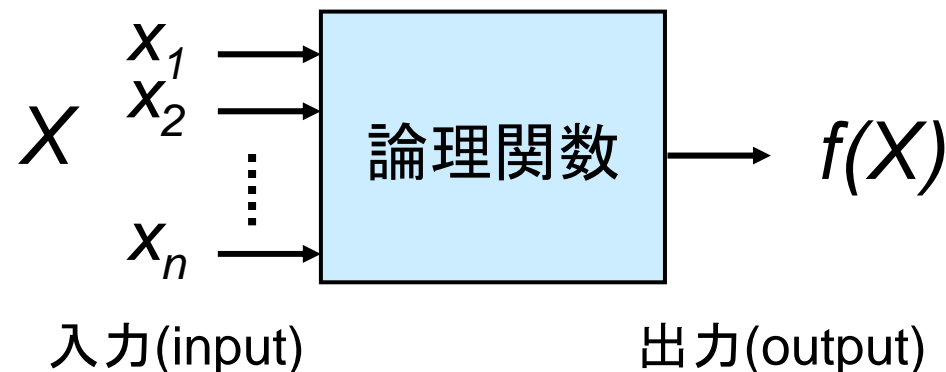 x₁
x₂
X
論理関数
f(X)
xₙ
入力(input)
出力(output)